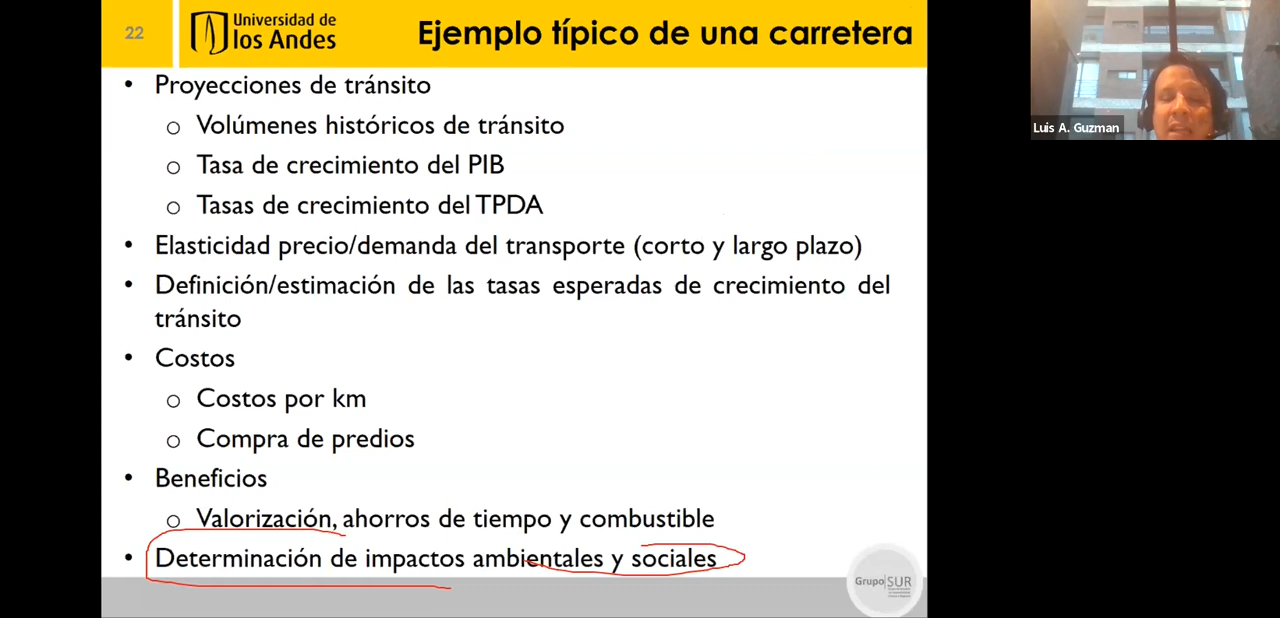 22
Universidad de
los Andes
Ejemplo típico de una carretera
• Proyecciones de tránsito
o Volúmenes históricos de tránsito
o Tasa de crecimiento del PIB
o Tasas de crecimiento del TPDA
• Elasticidad precio/demanda del transporte (corto y largo plazo)
• Definición/estimación de las tasas esperadas de crecimiento del
tránsito
• Costos
o Costos por km
o Compra de predios
• Beneficios
o Valorización, ahorros de tiempo y combustible
• Determinación de impactos ambientales y sociales
Grupo|SUR
Luis A. Guzman